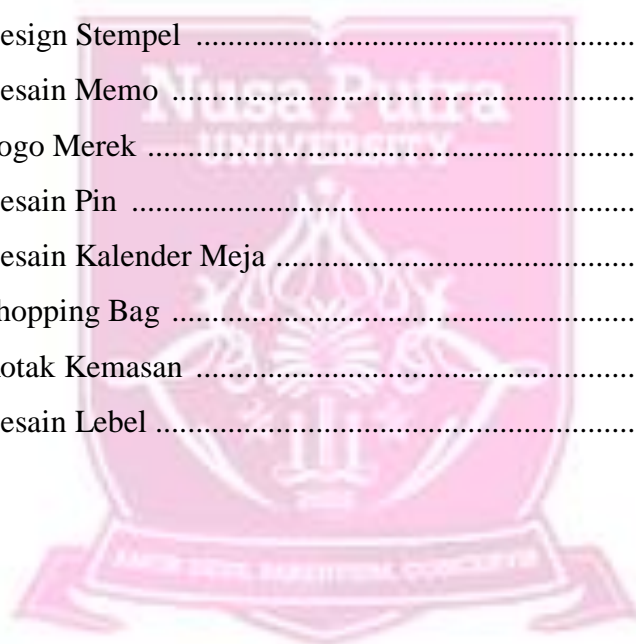 esign Stempel ..........................................................
esain Memo ..........................................................
ogo Merek ..........................................................
esain Pin ..........................................................
esain Kalender Meja ..........................................................
hopping Bag ..........................................................
otak Kemasan ..........................................................
esain Lebel ..........................................................
Nusa Putra
UNIVERSITY